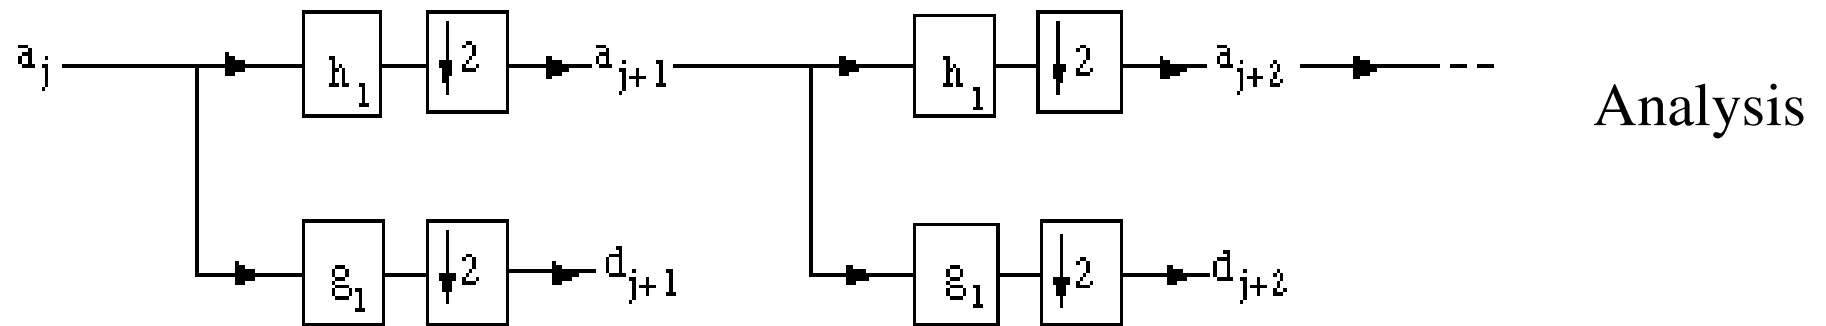 a_j h_1 ↓2 a_{j+1} h_1 ↓2 a_{j+2}
Analysis
g_1 ↓2 d_{j+1} g_1 ↓2 d_{j+2}